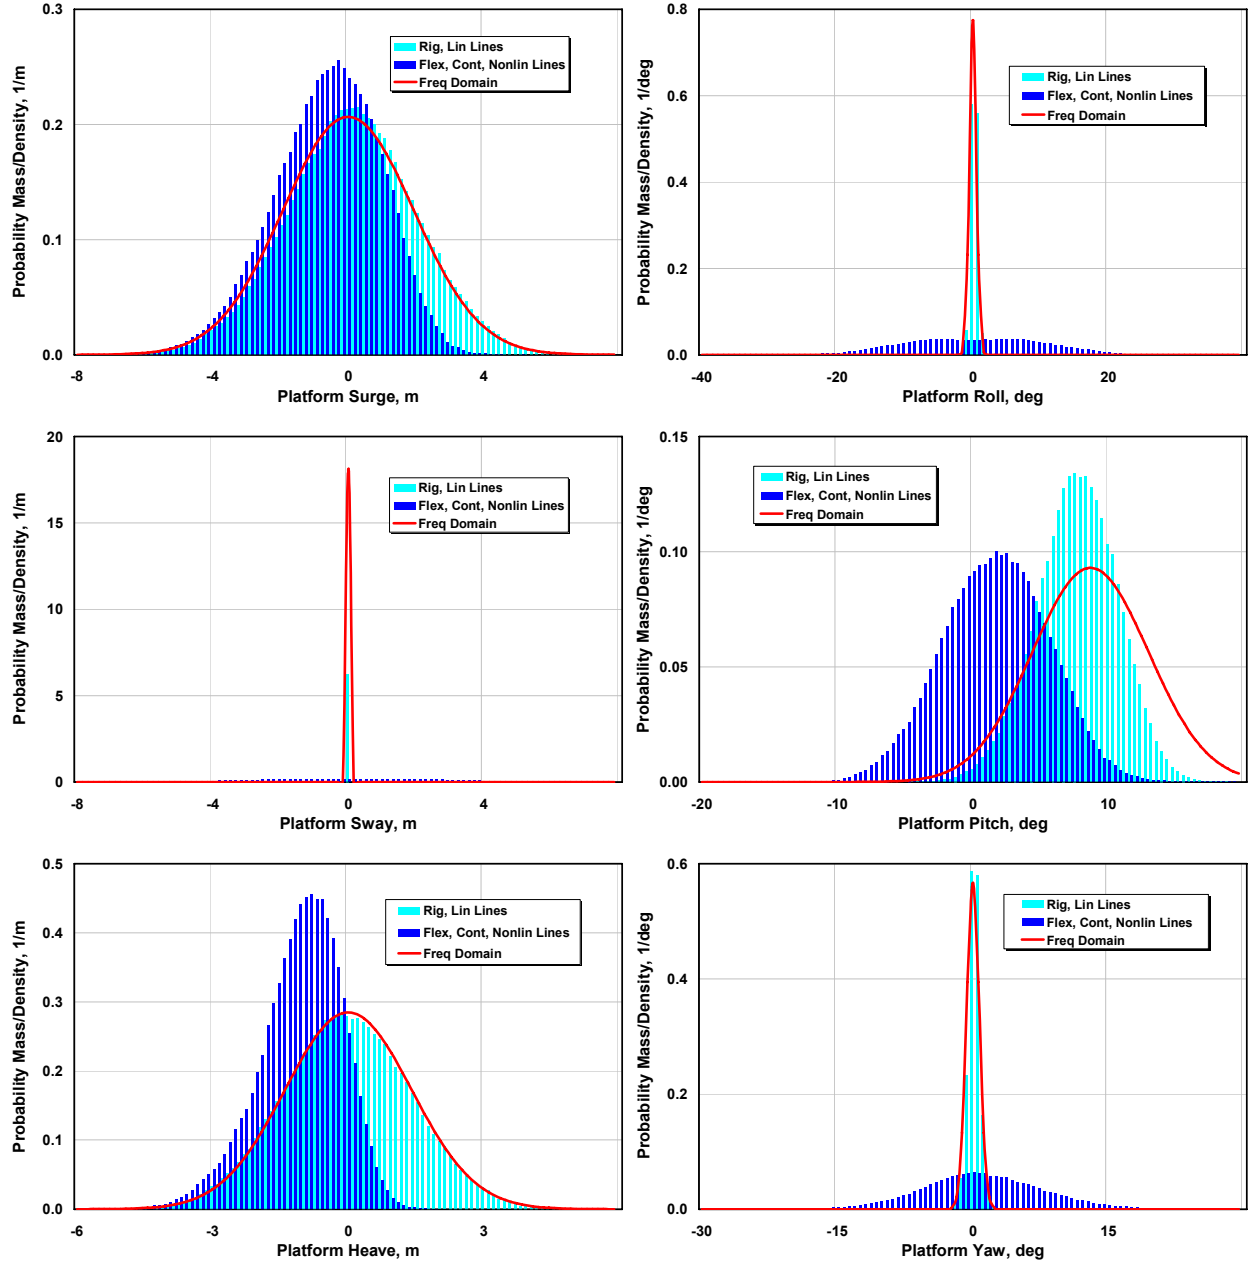 0.3
0.2
0.1
0.0
Probability Mass/Density, 1/m
Rig, Lin Lines
Flex, Cont, Nonlin Lines
Freq Domain
-8 -4 0 4
Platform Surge, m
0.8
0.6
0.4
0.2
0.0
Probability Mass/Density, 1/deg
Rig, Lin Lines
Flex, Cont, Nonlin Lines
Freq Domain
-40 -20 0 20
Platform Roll, deg
20
15
10
5
0
Probability Mass/Density, 1/m
Rig, Lin Lines
Flex, Cont, Nonlin Lines
Freq Domain
-8 -4 0 4
Platform Sway, m
0.15
0.10
0.05
0.00
Probability Mass/Density, 1/deg
Rig, Lin Lines
Flex, Cont, Nonlin Lines
Freq Domain
-20 -10 0 10
Platform Pitch, deg
0.5
0.4
0.3
0.2
0.1
0.0
Probability Mass/Density, 1/m
Rig, Lin Lines
Flex, Cont, Nonlin Lines
Freq Domain
-6 -3 0 3
Platform Heave, m
0.6
0.4
0.2
0.0
Probability Mass/Density, 1/deg
Rig, Lin Lines
Flex, Cont, Nonlin Lines
Freq Domain
-30 -15 0 15
Platform Yaw, deg